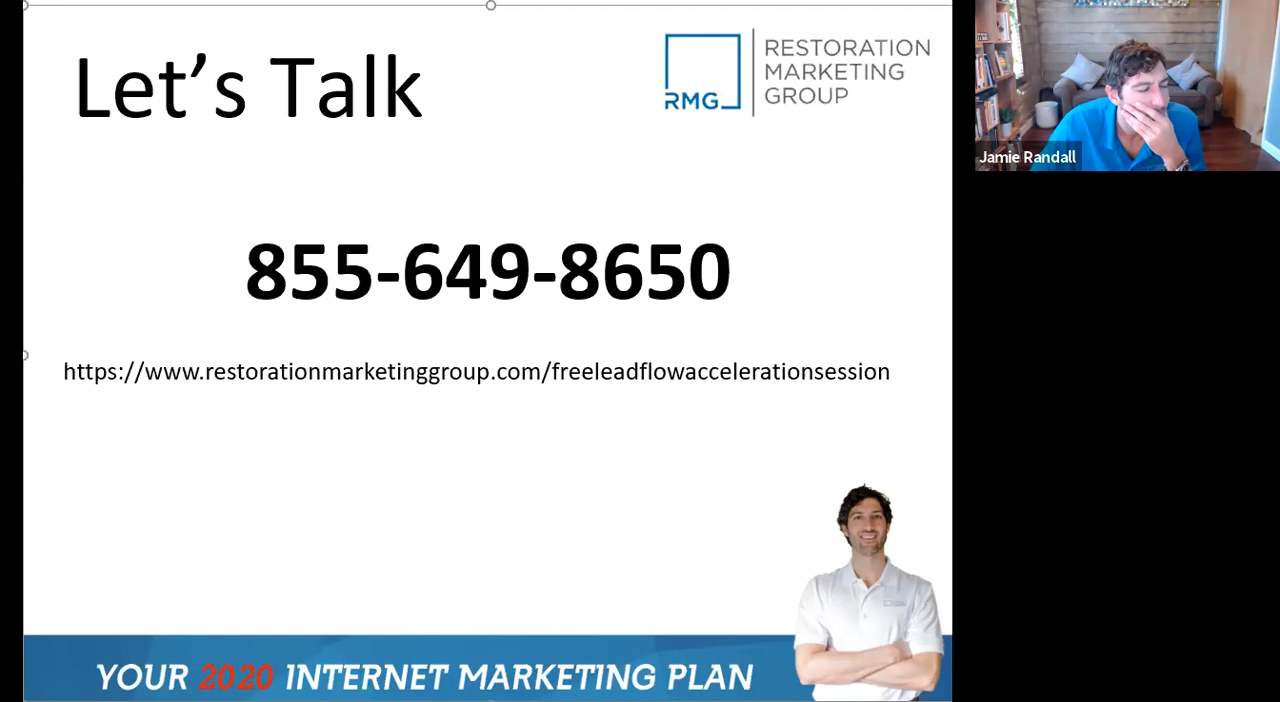 Let's Talk
RMG
RESTORATION
MARKETING
GROUP
Jamie Randall
855-649-8650
https://www.restorationmarketinggroup.com/freeleadflowaccelerationsession
YOUR 2020 INTERNET MARKETING PLAN